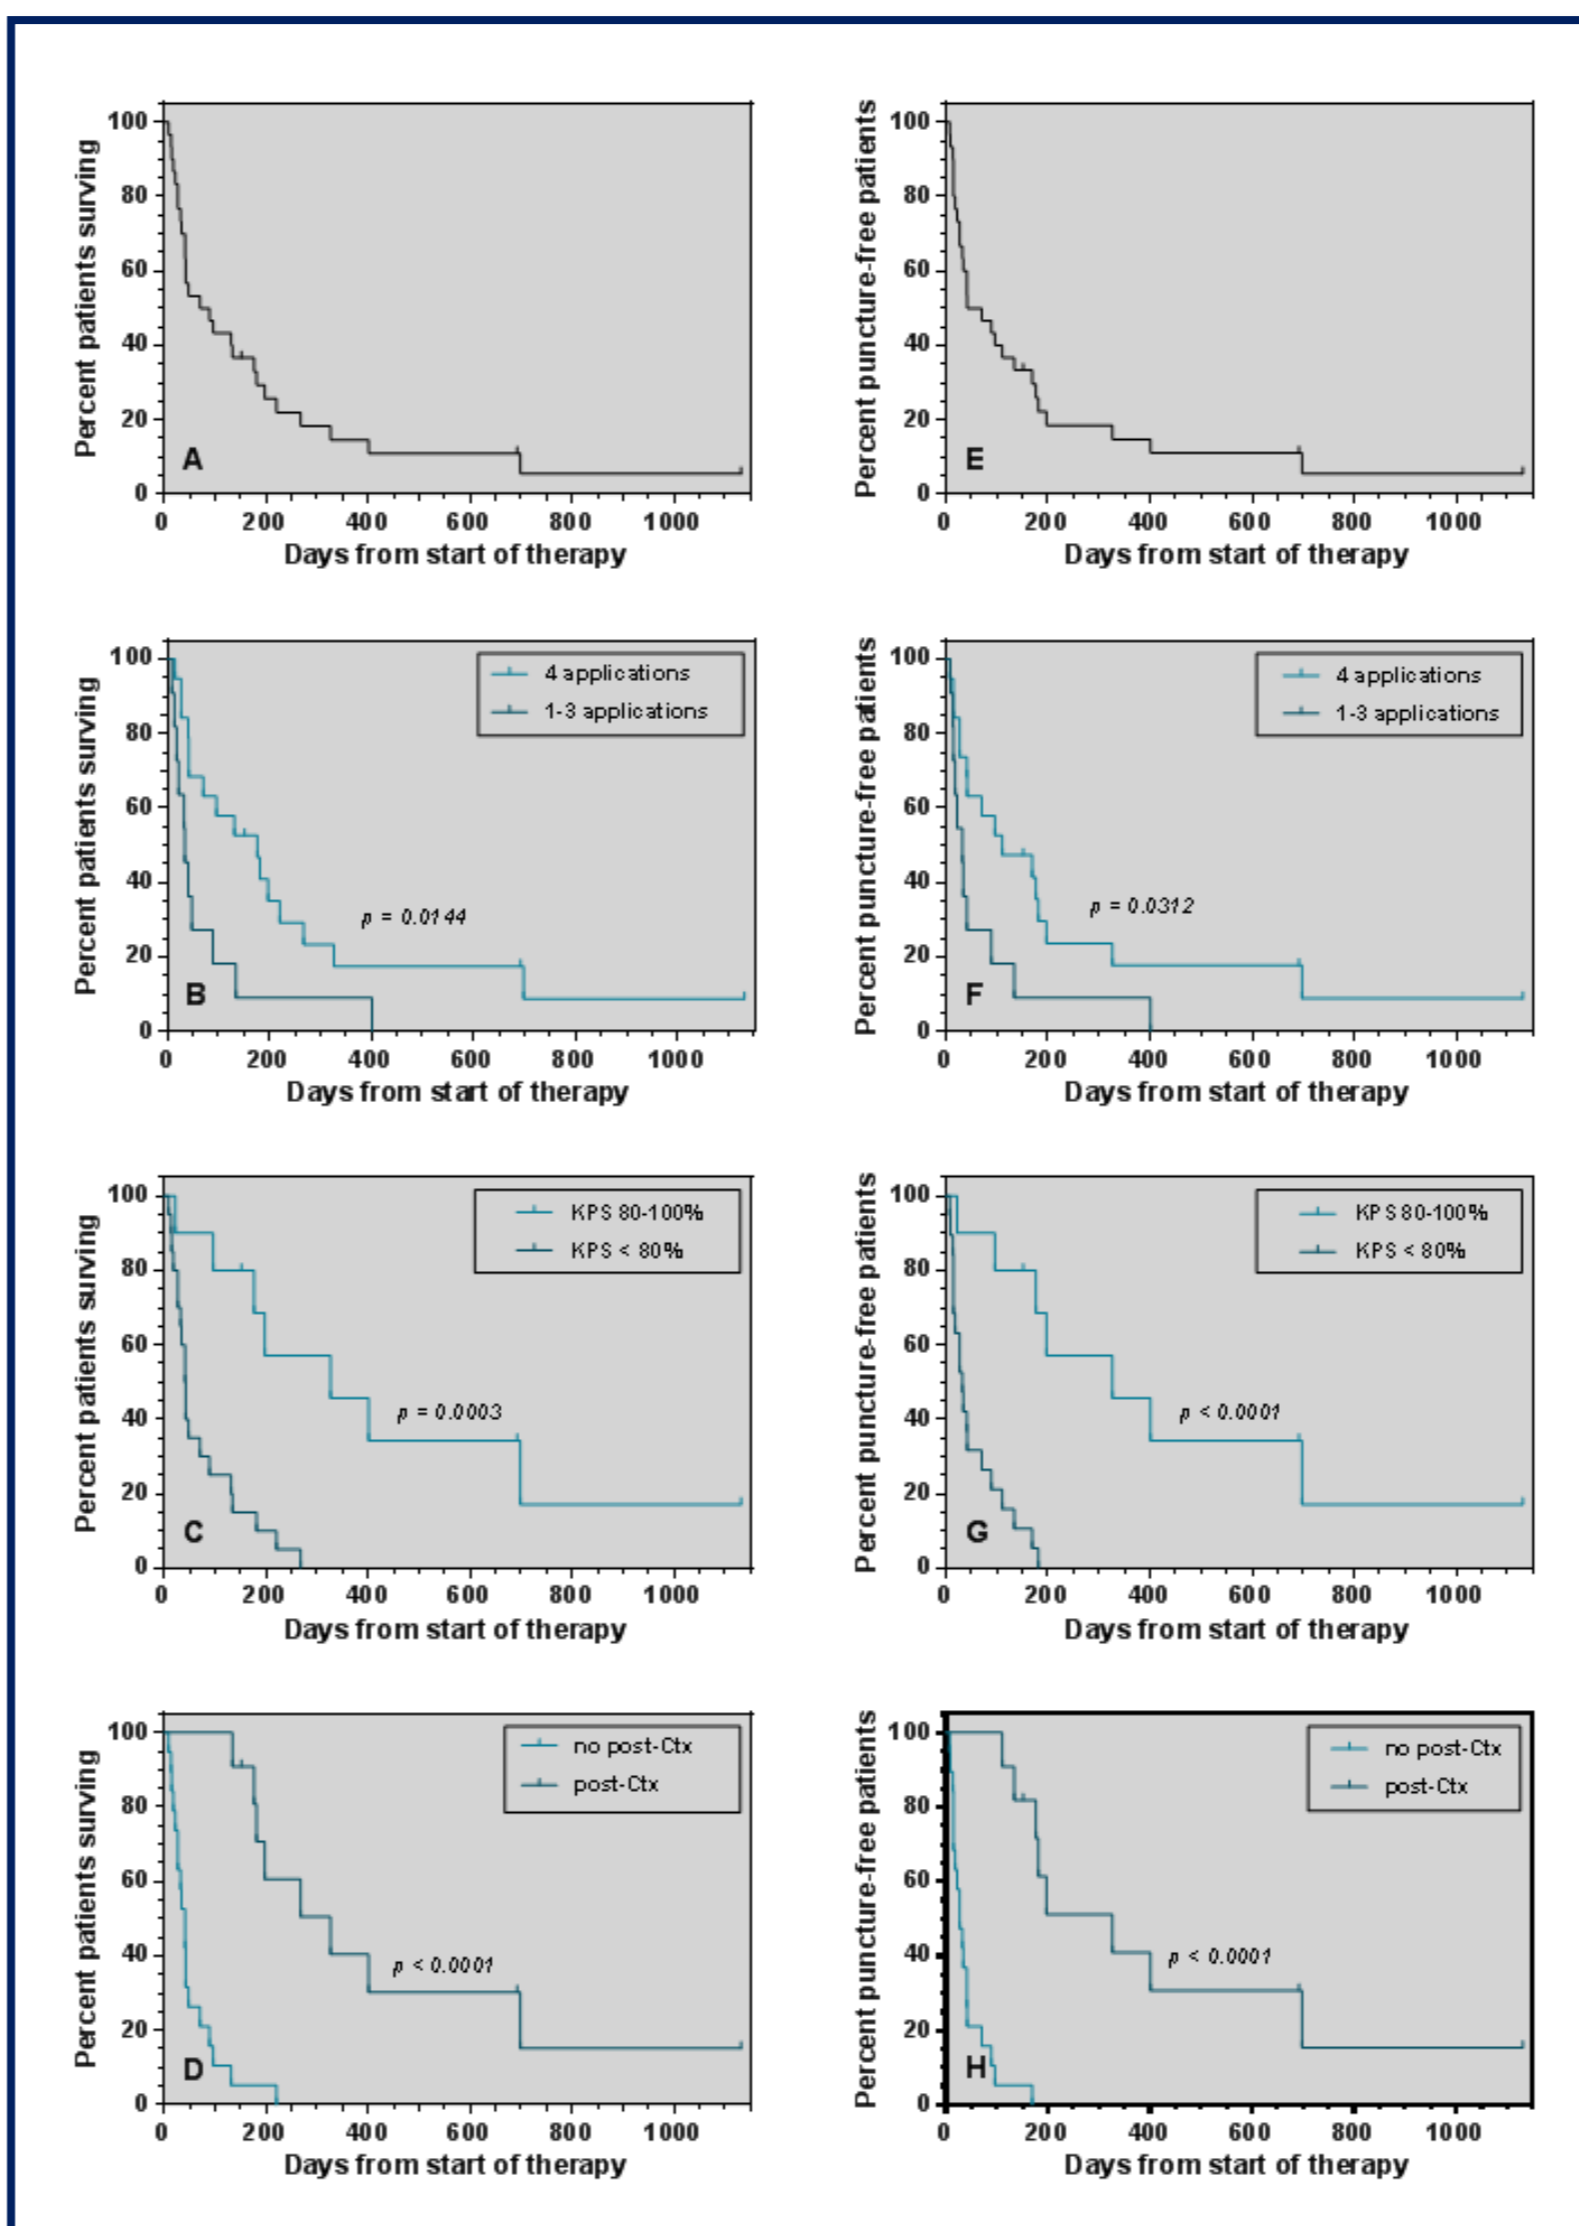 Percent patients surving
100
80
60
40
20
0
A
0 200 400 600 800 1000
Days from start of therapy
Percent puncture-free patients
100
80
60
40
20
0
E
0 200 400 600 800 1000
Days from start of therapy
Percent patients surving
100
80
60
40
20
0
4 applications
1-3 applications
p = 0.0144
B
0 200 400 600 800 1000
Days from start of therapy
Percent puncture-free patients
100
80
60
40
20
0
4 applications
1-3 applications
p = 0.0312
F
0 200 400 600 800 1000
Days from start of therapy
Percent patients surving
100
80
60
40
20
0
KPS 80-100%
KPS < 80%
p = 0.0003
C
0 200 400 600 800 1000
Days from start of therapy
Percent puncture-free patients
100
80
60
40
20
0
KPS 80-100%
KPS < 80%
p < 0.0001
G
0 200 400 600 800 1000
Days from start of therapy
Percent patients surving
100
80
60
40
20
0
no post-Ctx
post-Ctx
p < 0.0001
D
0 200 400 600 800 1000
Days from start of therapy
Percent puncture-free patients
100
80
60
40
20
0
no post-Ctx
post-Ctx
p < 0.0001
H
0 200 400 600 800 1000
Days from start of therapy